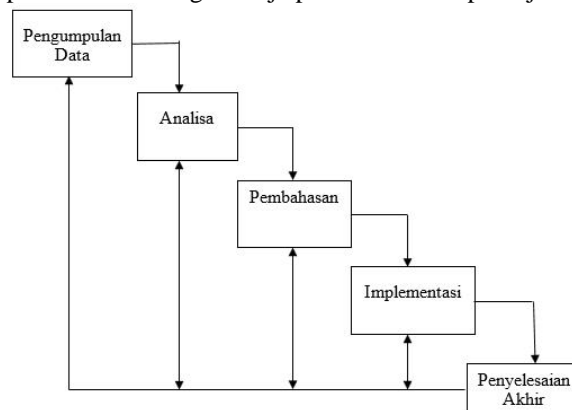 Pengumpulan
Data
Analisa
Pembahasan
Implementasi
Penyelesaian
Akhir